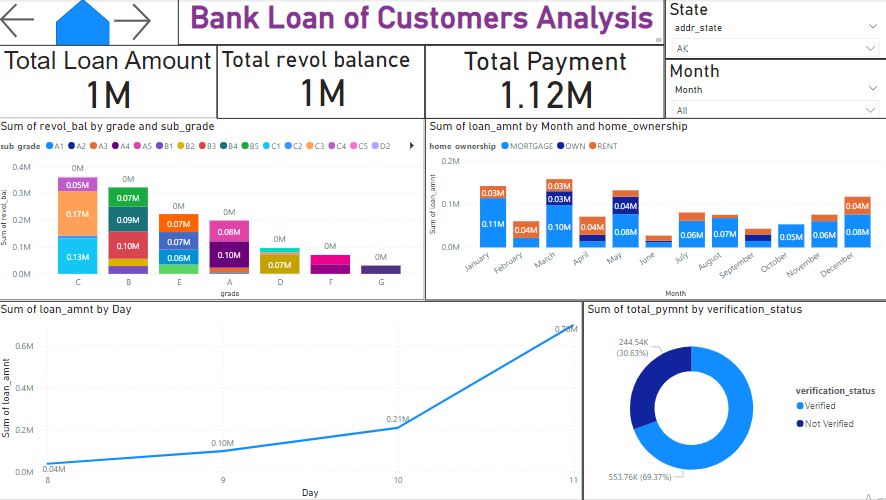 Bank Loan of Customers Analysis
State
addr_state
AK
Month
Month
All
Total Loan Amount
1M
Total revol balance
1M
Total Payment
1.12M
Sum of revol_bal by grade and sub_grade
sub_grade A1 A2 A3 A4 A5 B1 B2 B3 B4 B5 C1 C2 C3 C4 C5 D2
Sum of revol_bal
0.4M
0.3M
0.2M
0.1M
0.0M
0M 0M 0M 0M 0M 0M 0M
0.05M
0.17M
0.13M
0.07M
0.09M
0.10M
0.07M
0.07M
0.06M
0.08M
0.10M
0.07M
C B E A D F G
grade
Sum of loan_amnt by Month and home_ownership
home_ownership MORTGAGE OWN RENT
Sum of loan_amnt
0.2M
0.1M
0.0M
0.03M
0.11M
0.04M
0.03M
0.03M
0.10M
0.04M
0.04M
0.08M
0.06M
0.07M
0.05M
0.06M
0.04M
0.08M
January February March April May June July August September October November December
Month
Sum of loan_amnt by Day
Sum of loan_amnt
0.6M
0.4M
0.2M
0.0M
0.04M
0.10M
0.21M
0.70M
8 9 10 11
Day
Sum of total_pymnt by verification_status
244.54K
(30.63%)
553.76K (69.37%)
verification_status
Verified
Not Verified